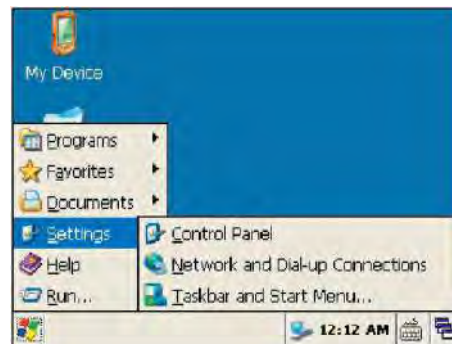 My Device
Programs
Favorites
Documents
Settings
Help
Run...
Control Panel
Network and Dial-up Connections
Taskbar and Start Menu...
12:12 AM